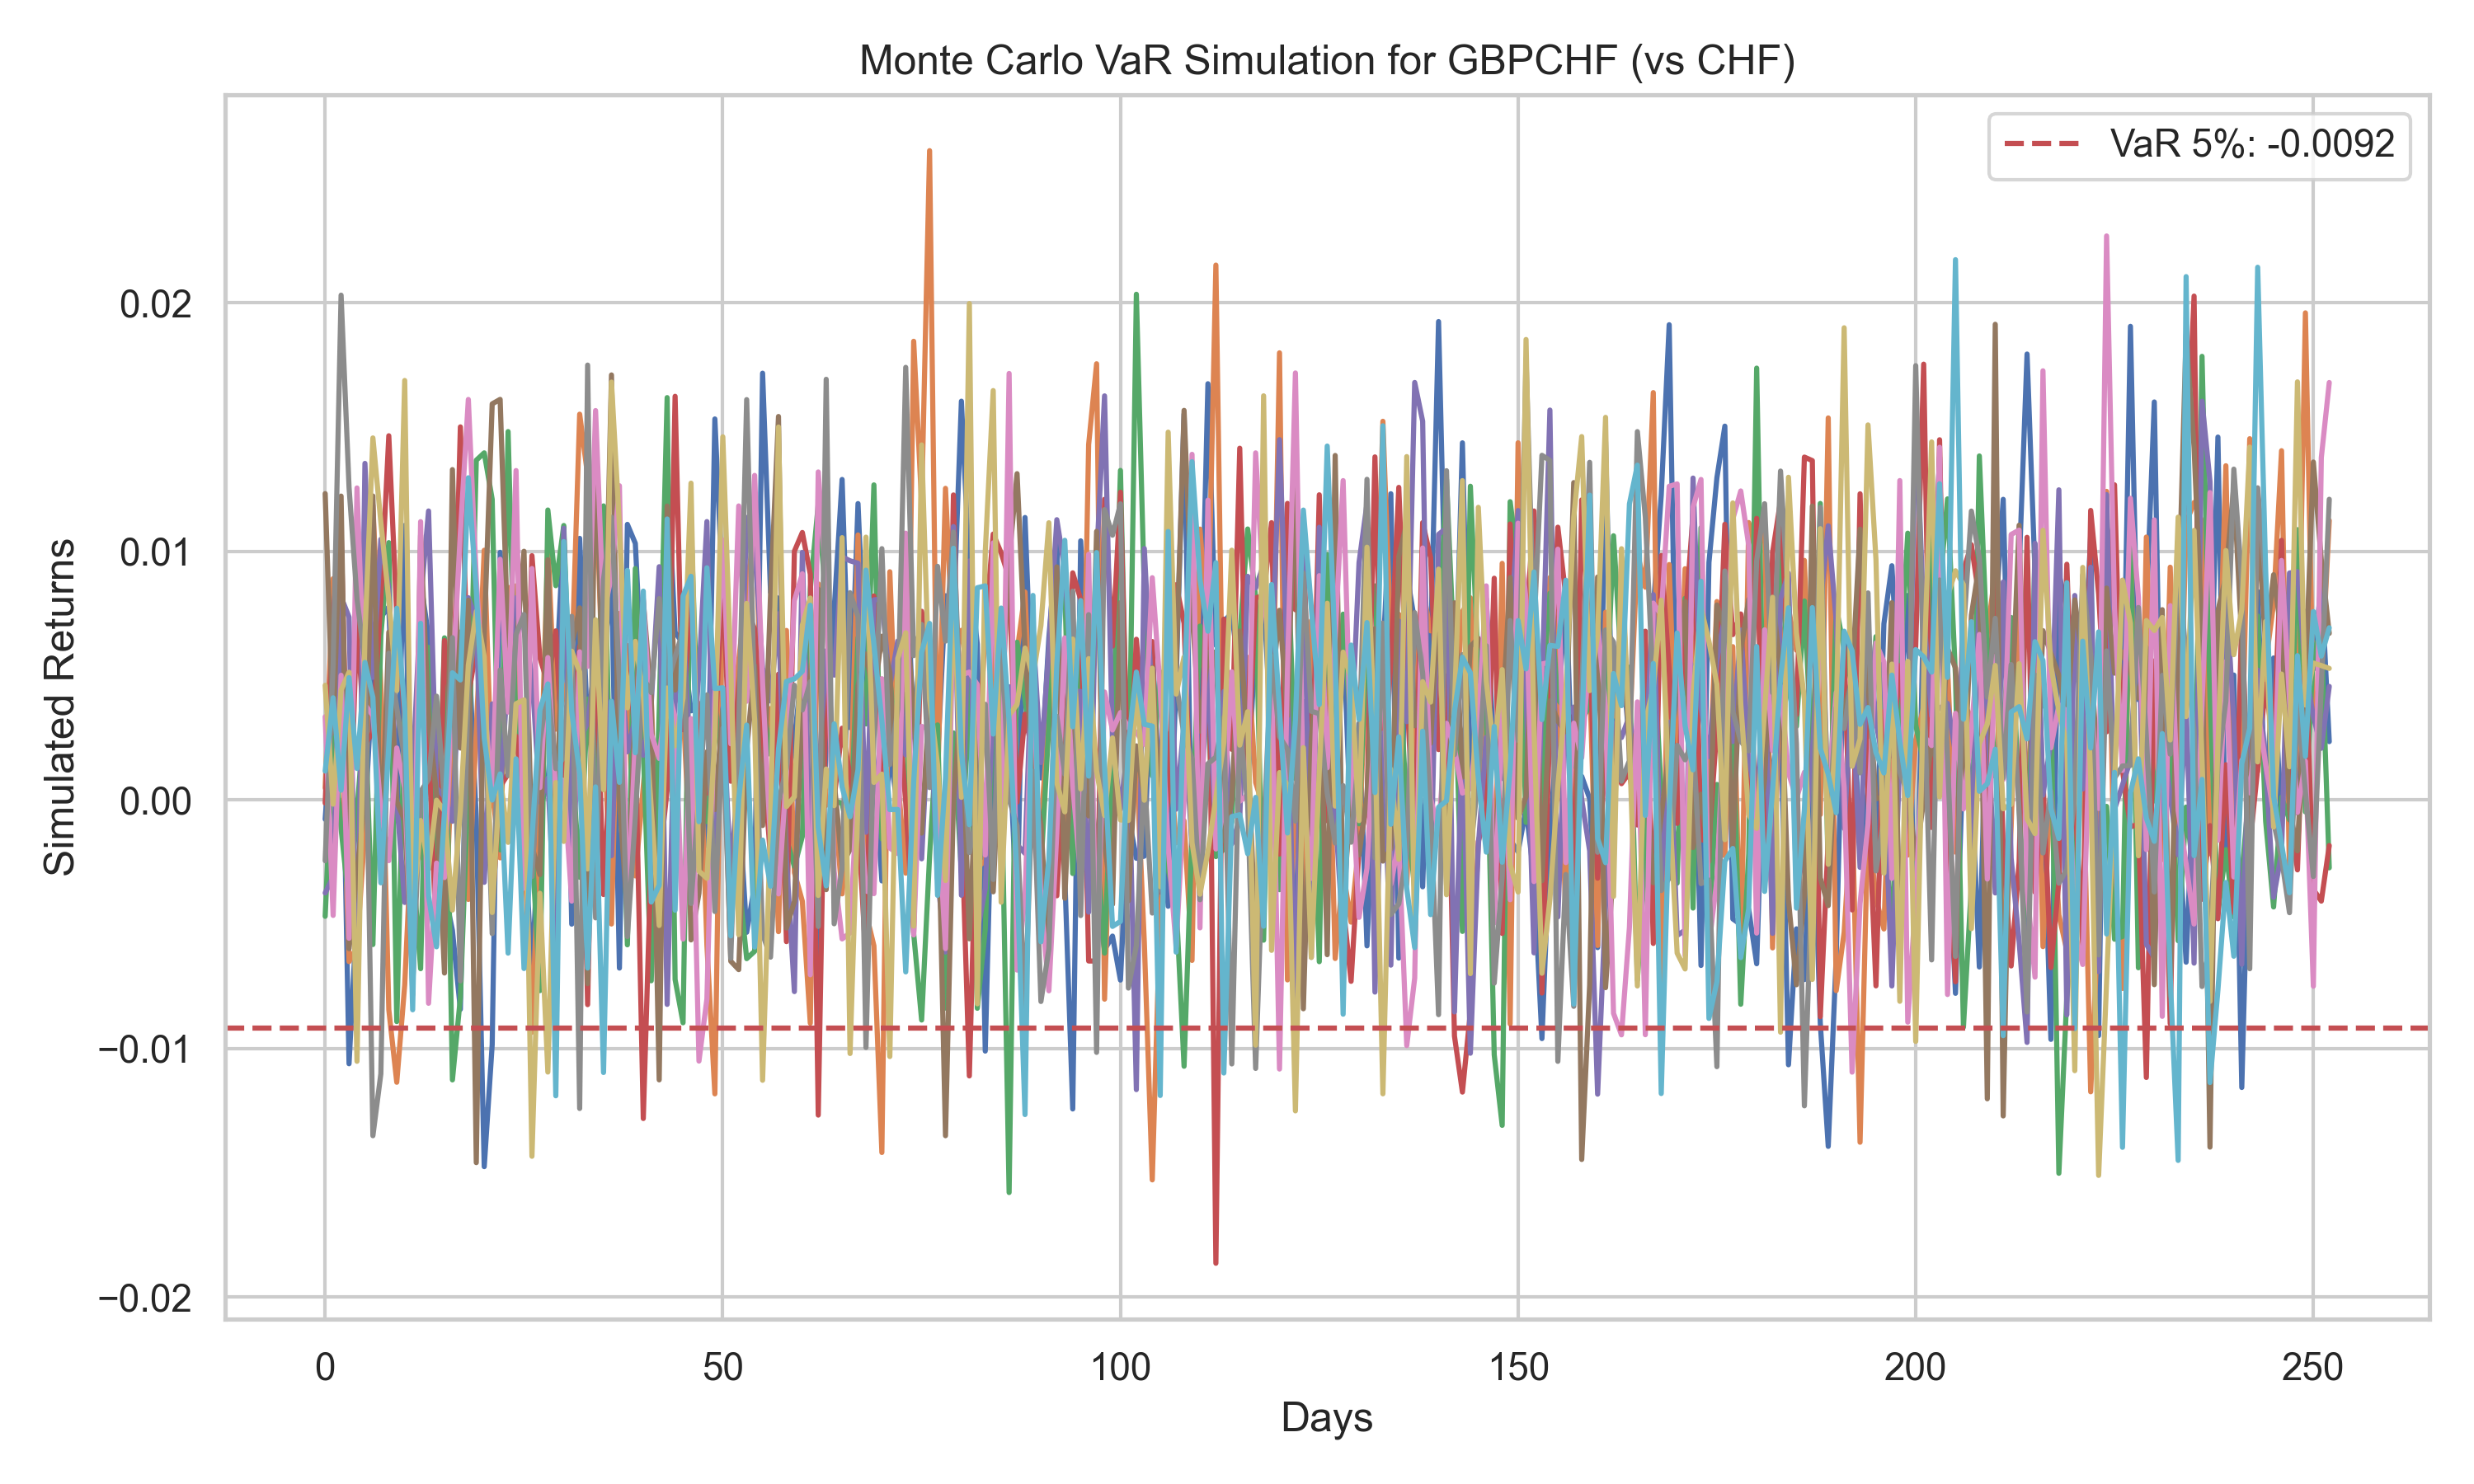 Monte Carlo VaR Simulation for GBPCHF (vs CHF)
VaR 5%: -0.0092
Simulated Returns
0.02
0.01
0.00
−0.01
−0.02
0
50
100
150
200
250
Days